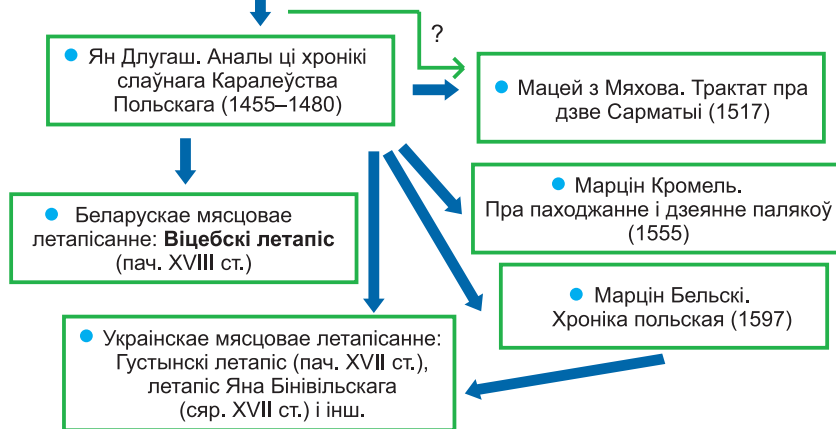 ?
Ян Длугаш. Аналы ці хронікі
слаўнага Каралеўства
Польскага (1455–1480)
Мацей з Мяхова. Трактат пра
дзве Сарматыі (1517)
Марцін Кромель.
Пра паходжанне і дзеянне палякоў
(1555)
Беларускае мясцовае
летапісанне: Віцебскі летапіс
(пач. XVIII ст.)
Марцін Бельскі.
Хроніка польская (1597)
Украінскае мясцовае летапісанне:
Густынскі летапіс (пач. XVII ст.),
летапіс Яна Бінівільскага
(сяр. XVII ст.) і інш.